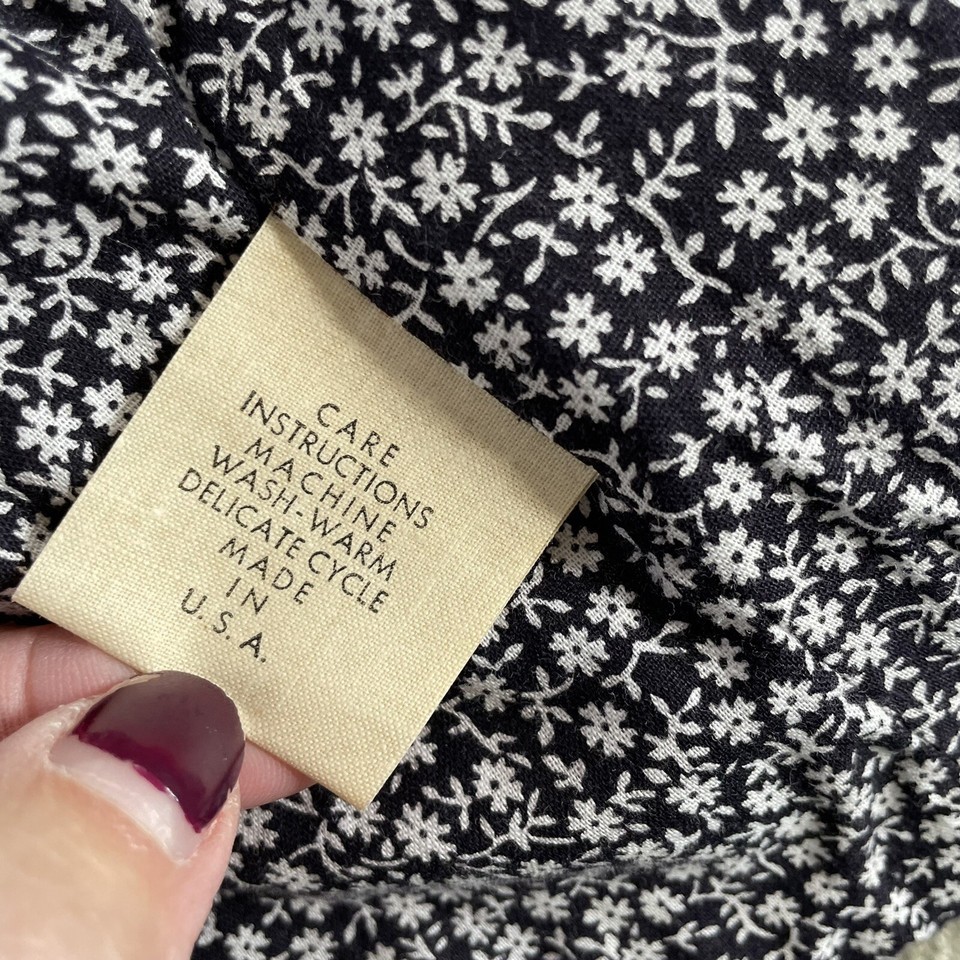 CARE
INSTRUCTIONS
MACHINE
WASH-WARM
DELICATE CYCLE
MADE
IN
U. S. A.